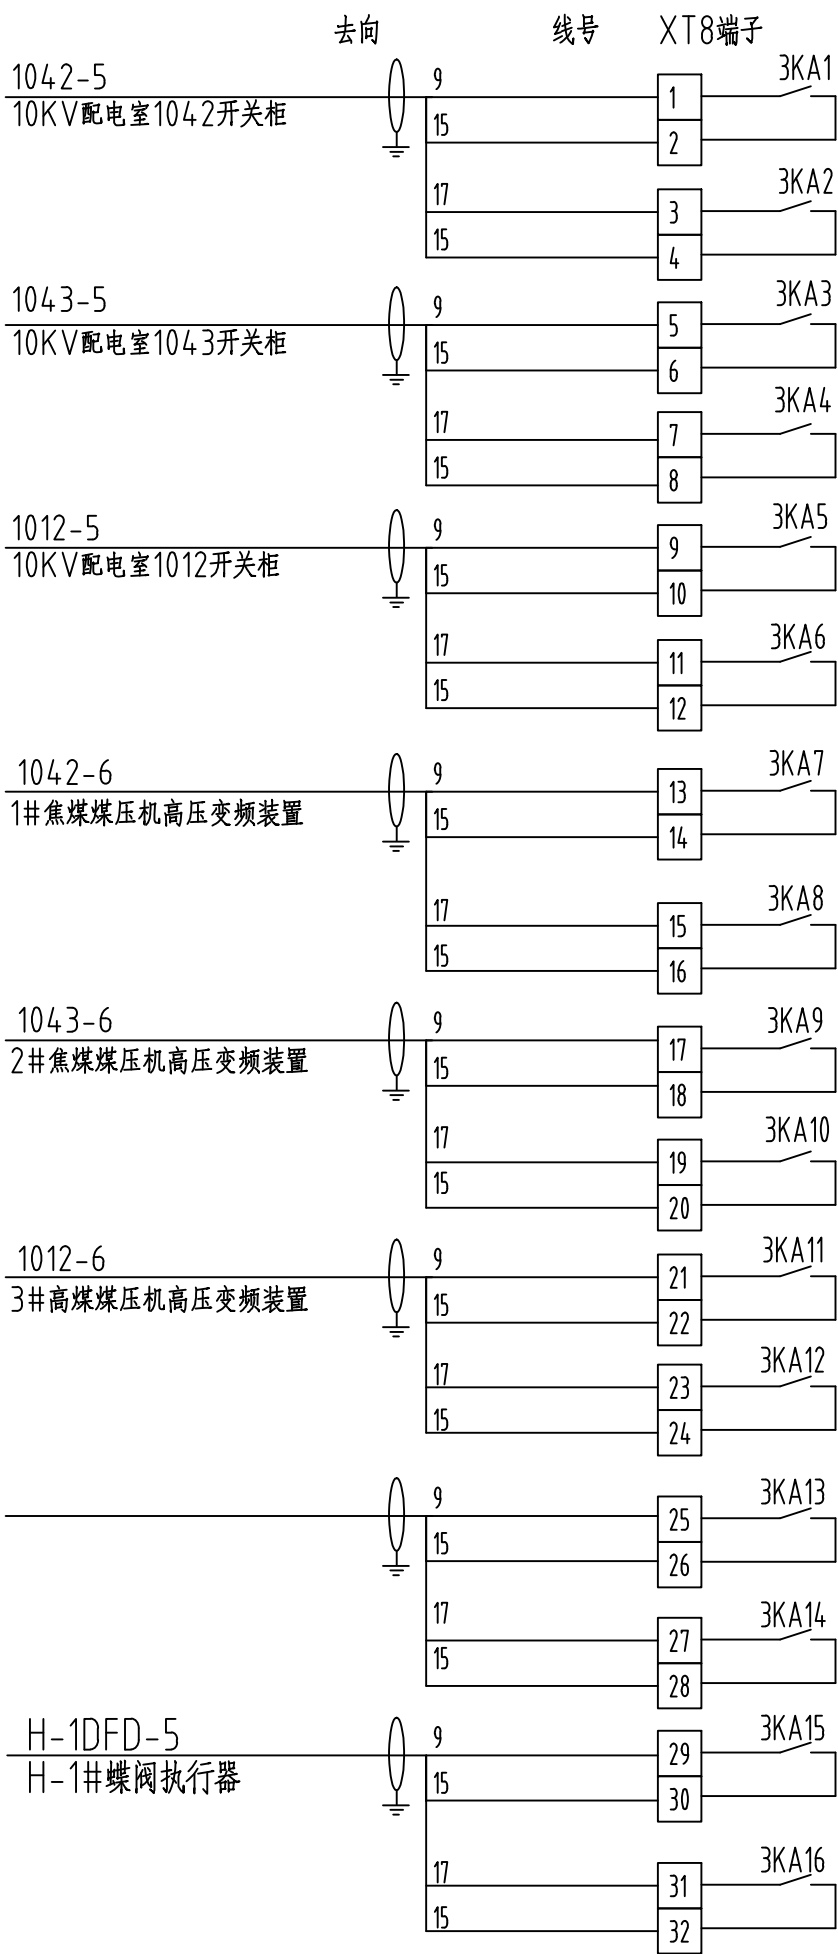 去向 线号 XT8端子
1042-5 9 1 3KA1
10KV配电室1042开关柜 15 2
17 3 3KA2
15 4
1043-5 9 5 3KA3
10KV配电室1043开关柜 15 6
17 7 3KA4
15 8
1012-5 9 9 3KA5
10KV配电室1012开关柜 15 10
17 11 3KA6
15 12
1042-6 9 13 3KA7
1#焦煤煤压机高压变频装置 15 14
17 15 3KA8
15 16
1043-6 9 17 3KA9
2#焦煤煤压机高压变频装置 15 18
17 19 3KA10
15 20
1012-6 9 21 3KA11
3#高煤煤压机高压变频装置 15 22
17 23 3KA12
15 24
9 25 3KA13
15 26
17 27 3KA14
15 28
H-1DFD-5 9 29 3KA15
H-1#蝶阀执行器 15 30
17 31 3KA16
15 32